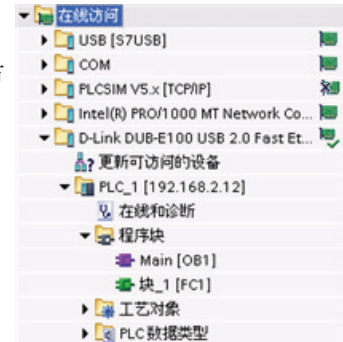 在线访问
USB [S7USB]
COM
PLCSIM V5.x [TCP/IP]
Intel(R) PRO/1000 MT Network Co...
D-Link DUB-E100 USB 2.0 Fast Et...
更新可访问的设备
PLC_1 [192.168.2.12]
在线和诊断
程序块
Main [OB1]
块_1 [FC1]
工艺对象
PLC 数据类型